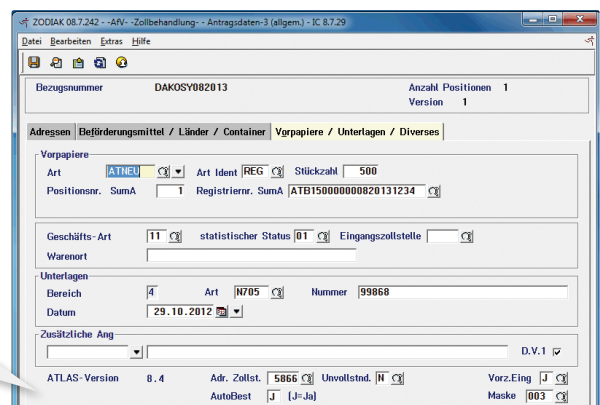 ZODIAK 08.7.242 - -AfV- -Zollbehandlung- - Antragsdaten-3 (allgem.) - IC 8.7.29
Datei Bearbeiten Extras Hilfe
Bezugsnummer DAKOSY082013 Anzahl Positionen 1
Version 1
Adressen Beförderungsmittel / Länder / Container Vorpapiere / Unterlagen / Diverses
Vorpapiere
Art ATNEU Art Ident REG Stückzahl 500
Positionsnr. SumA 1 Registriernr. SumA ATB150000000820131234
Geschäfts-Art 11 statistischer Status 01 Eingangszollstelle
Warenort
Unterlagen
Bereich 4 Art N705 Nummer 99868
Datum 29.10.2012
Zusätzliche Ang
D.V.1
ATLAS-Version 8.4 Adr. Zollst. 5866 Unvollstnd. N Vorz.Eing J
AutoBest J (J=Ja) Maske 003